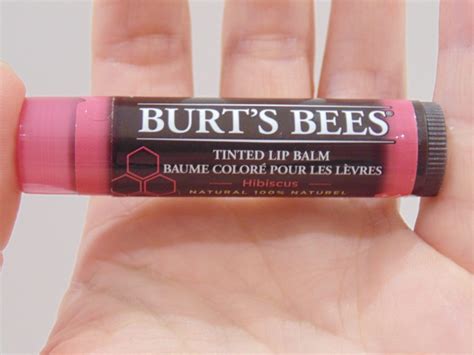 BURT'S BEES
TINTED LIP BALM
BAUME COLORÉ POUR LES LÈVRES
Hibiscus
NATURAL 100% NATUREL